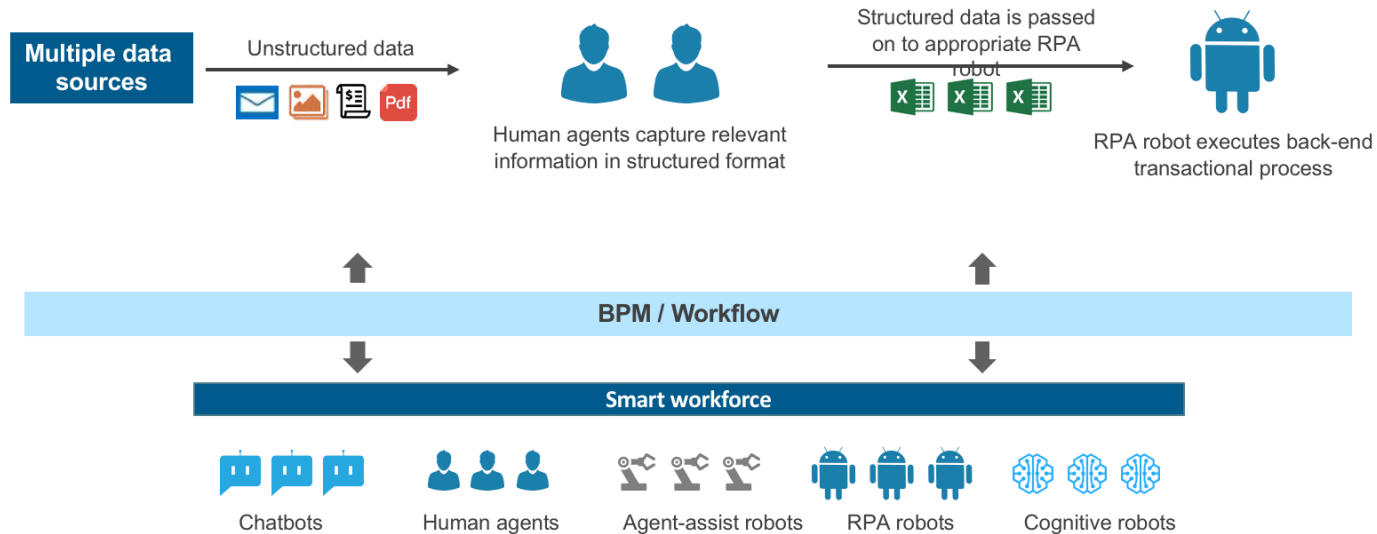 Multiple data
sources
Unstructured data
Pdf
Human agents capture relevant
information in structured format
Structured data is passed
on to appropriate RPA
robot
X X X
RPA robot executes back-end
transactional process
BPM / Workflow
Smart workforce
Chatbots
Human agents
Agent-assist robots
RPA robots
Cognitive robots